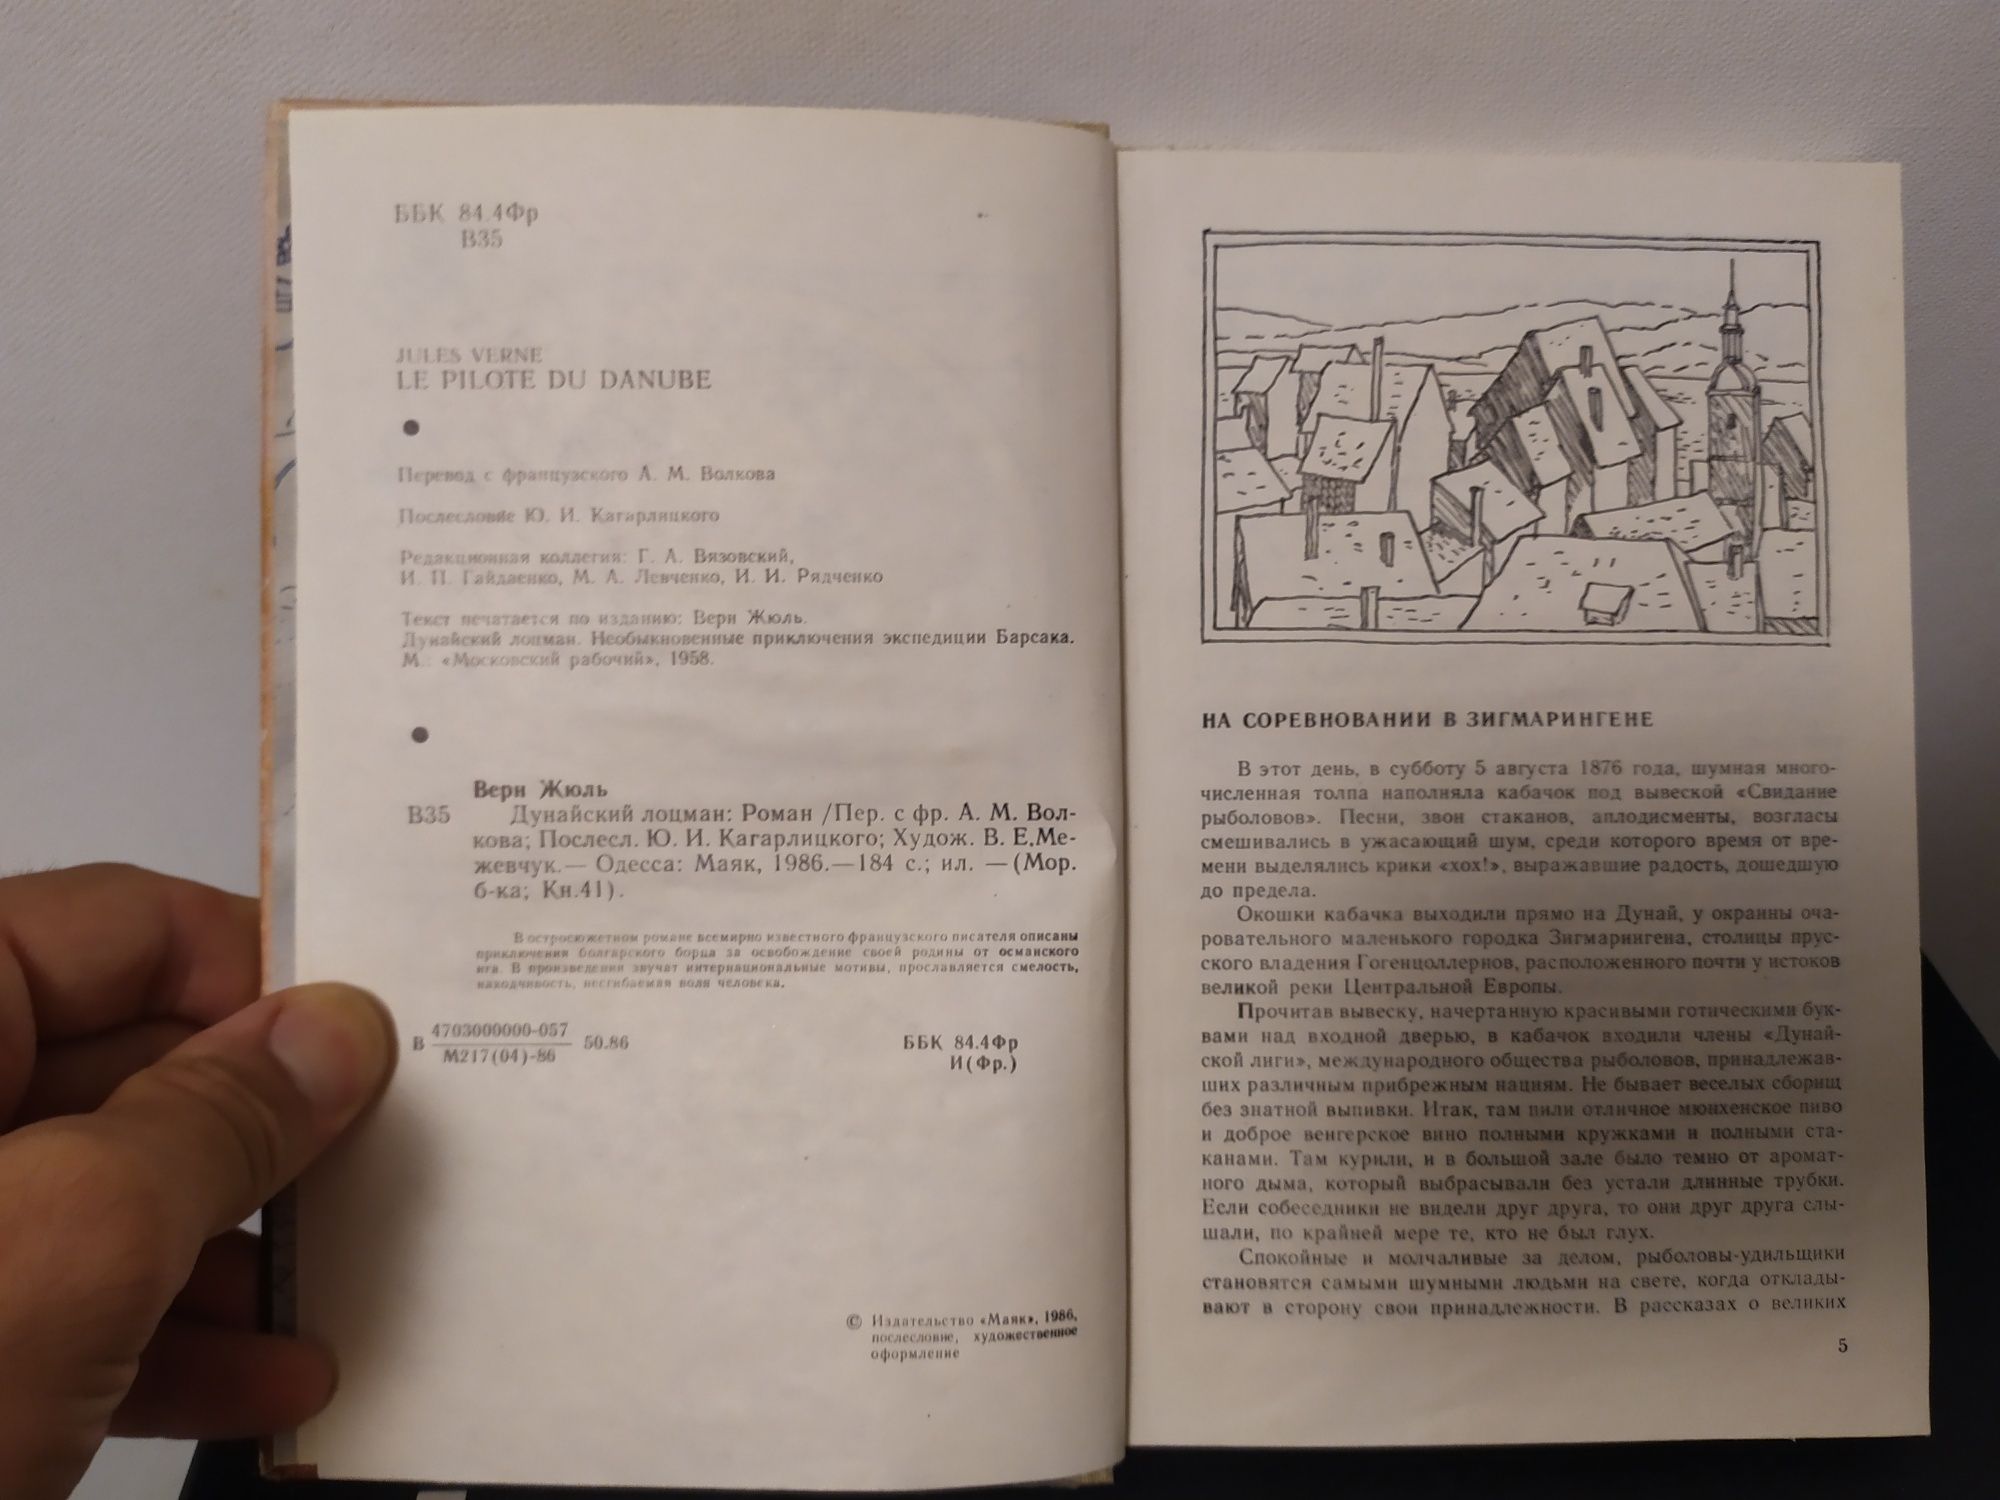 ББК 84.4Фр
В35
JULES VERNE
LE PILOTE DU DANUBE
Перевод с французского А. М. Волкова
Послесловие Ю. И. Кагарлицкого
Редакционная коллегия: Г. А. Вязовский,
И. П. Гайдаенко, М. А. Левченко, И. И. Рядченко
Текст печатается по изданию: Верн Жюль.
Дунайский лоцман. Необыкновенные приключения экспедиции Барсака.
М.: «Московский рабочий», 1958.
Верн Жюль
В35 Дунайский лоцман: Роман /Пер. с фр. А. М. Вол-
кова; Послесл. Ю. И. Кагарлицкого; Худож. В. Е.Ме-
жевчук.— Одесса: Маяк, 1986.—184 с.; ил. —(Мор.
б-ка; Кн.41).
В остросюжетном романе всемирно известного французского писателя описаны
приключения болгарского борца за освобождение своей родины от османского
ига. В произведении звучат интернациональные мотивы, прославляется смелость,
находчивость, несгибаемая воля человека.
В 4703000000-057
М217(04)-86 50.86
ББК 84.4Фр
И(Фр.)
© Издательство «Маяк», 1986,
послесловие, художественное
оформление
НА СОРЕВНОВАНИИ В ЗИГМАРИНГЕНЕ
В этот день, в субботу 5 августа 1876 года, шумная много-
численная толпа наполняла кабачок под вывеской «Свидание
рыболовов». Песни, звон стаканов, аплодисменты, возгласы
смешивались в ужасающий шум, среди которого время от вре-
мени выделялись крики «хох!», выражавшие радость, дошедшую
до предела.
Окошки кабачка выходили прямо на Дунай, у окраины оча-
ровательного маленького городка Зигмарингена, столицы прус-
ского владения Гогенцоллернов, расположенного почти у истоков
великой реки Центральной Европы.
Прочитав вывеску, начертанную красивыми готическими бук-
вами над входной дверью, в кабачок входили члены «Дунай-
ской лиги», международного общества рыболовов, принадлежав-
ших различным прибрежным нациям. Не бывает веселых сборищ
без знатной выпивки. Итак, там пили отличное мюнхенское пиво
и доброе венгерское вино полными кружками и полными ста-
канами. Там курили, и в большой зале было темно от аромат-
ного дыма, который выбрасывали без устали длинные трубки.
Если собеседники не видели друг друга, то они друг друга слы-
шали, по крайней мере те, кто не был глух.
Спокойные и молчаливые за делом, рыболовы-удильщики
становятся самыми шумными людьми на свете, когда отклады-
вают в сторону свои принадлежности. В рассказах о великих
5